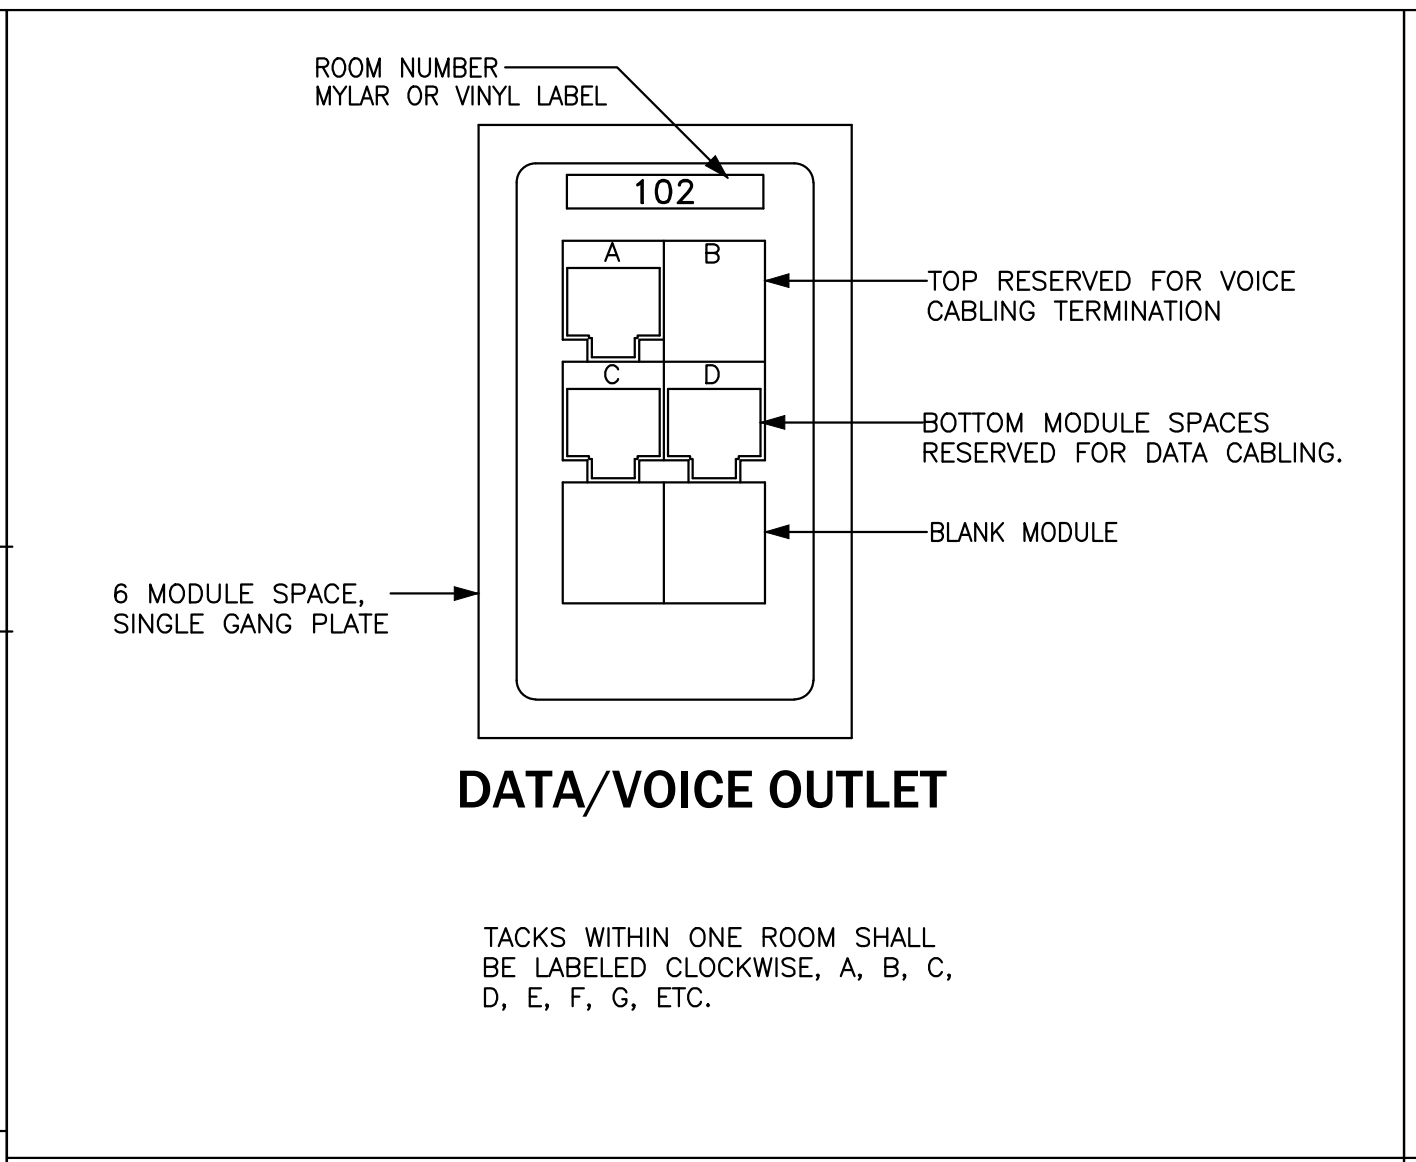 ROOM NUMBER
MYLAR OR VINYL LABEL
102
A
B
TOP RESERVED FOR VOICE
CABLING TERMINATION
C
D
BOTTOM MODULE SPACES
RESERVED FOR DATA CABLING.
BLANK MODULE
6 MODULE SPACE,
SINGLE GANG PLATE
DATA/VOICE OUTLET
TACKS WITHIN ONE ROOM SHALL
BE LABELED CLOCKWISE, A, B, C,
D, E, F, G, ETC.